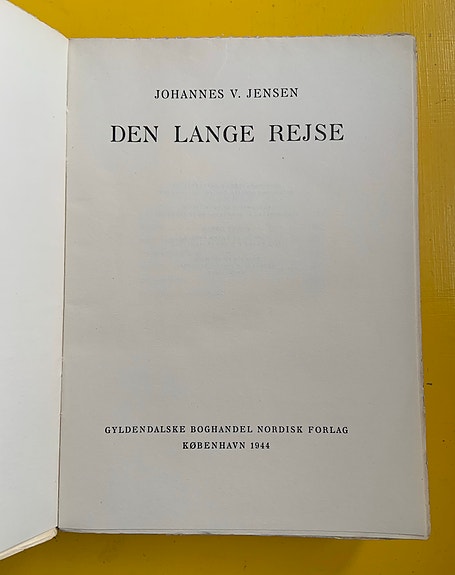 JOHANNES V. JENSEN
DEN LANGE REJSE
GYLDENDALSKE BOGHANDEL NORDISK FORLAG
KØBENHAVN 1944